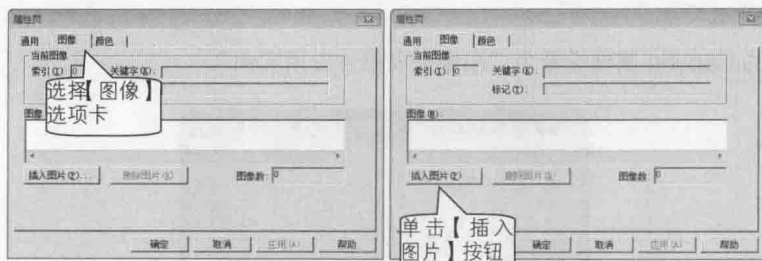 属性页
通用 图像 颜色
当前图像
索引(I): 0 关键字(K):
选择【图像】
选项卡
图像
插入图片(P)... 删除图片(R) 图像数: 0
确定 取消 应用(A) 帮助
属性页
通用 图像 颜色
当前图像
索引(I): 0 关键字(K):
标记(T):
图像(M):
插入图片(P) 删除图片(R) 图像数: 0
单击【插入
图片】按钮
确定 取消 应用(A) 帮助